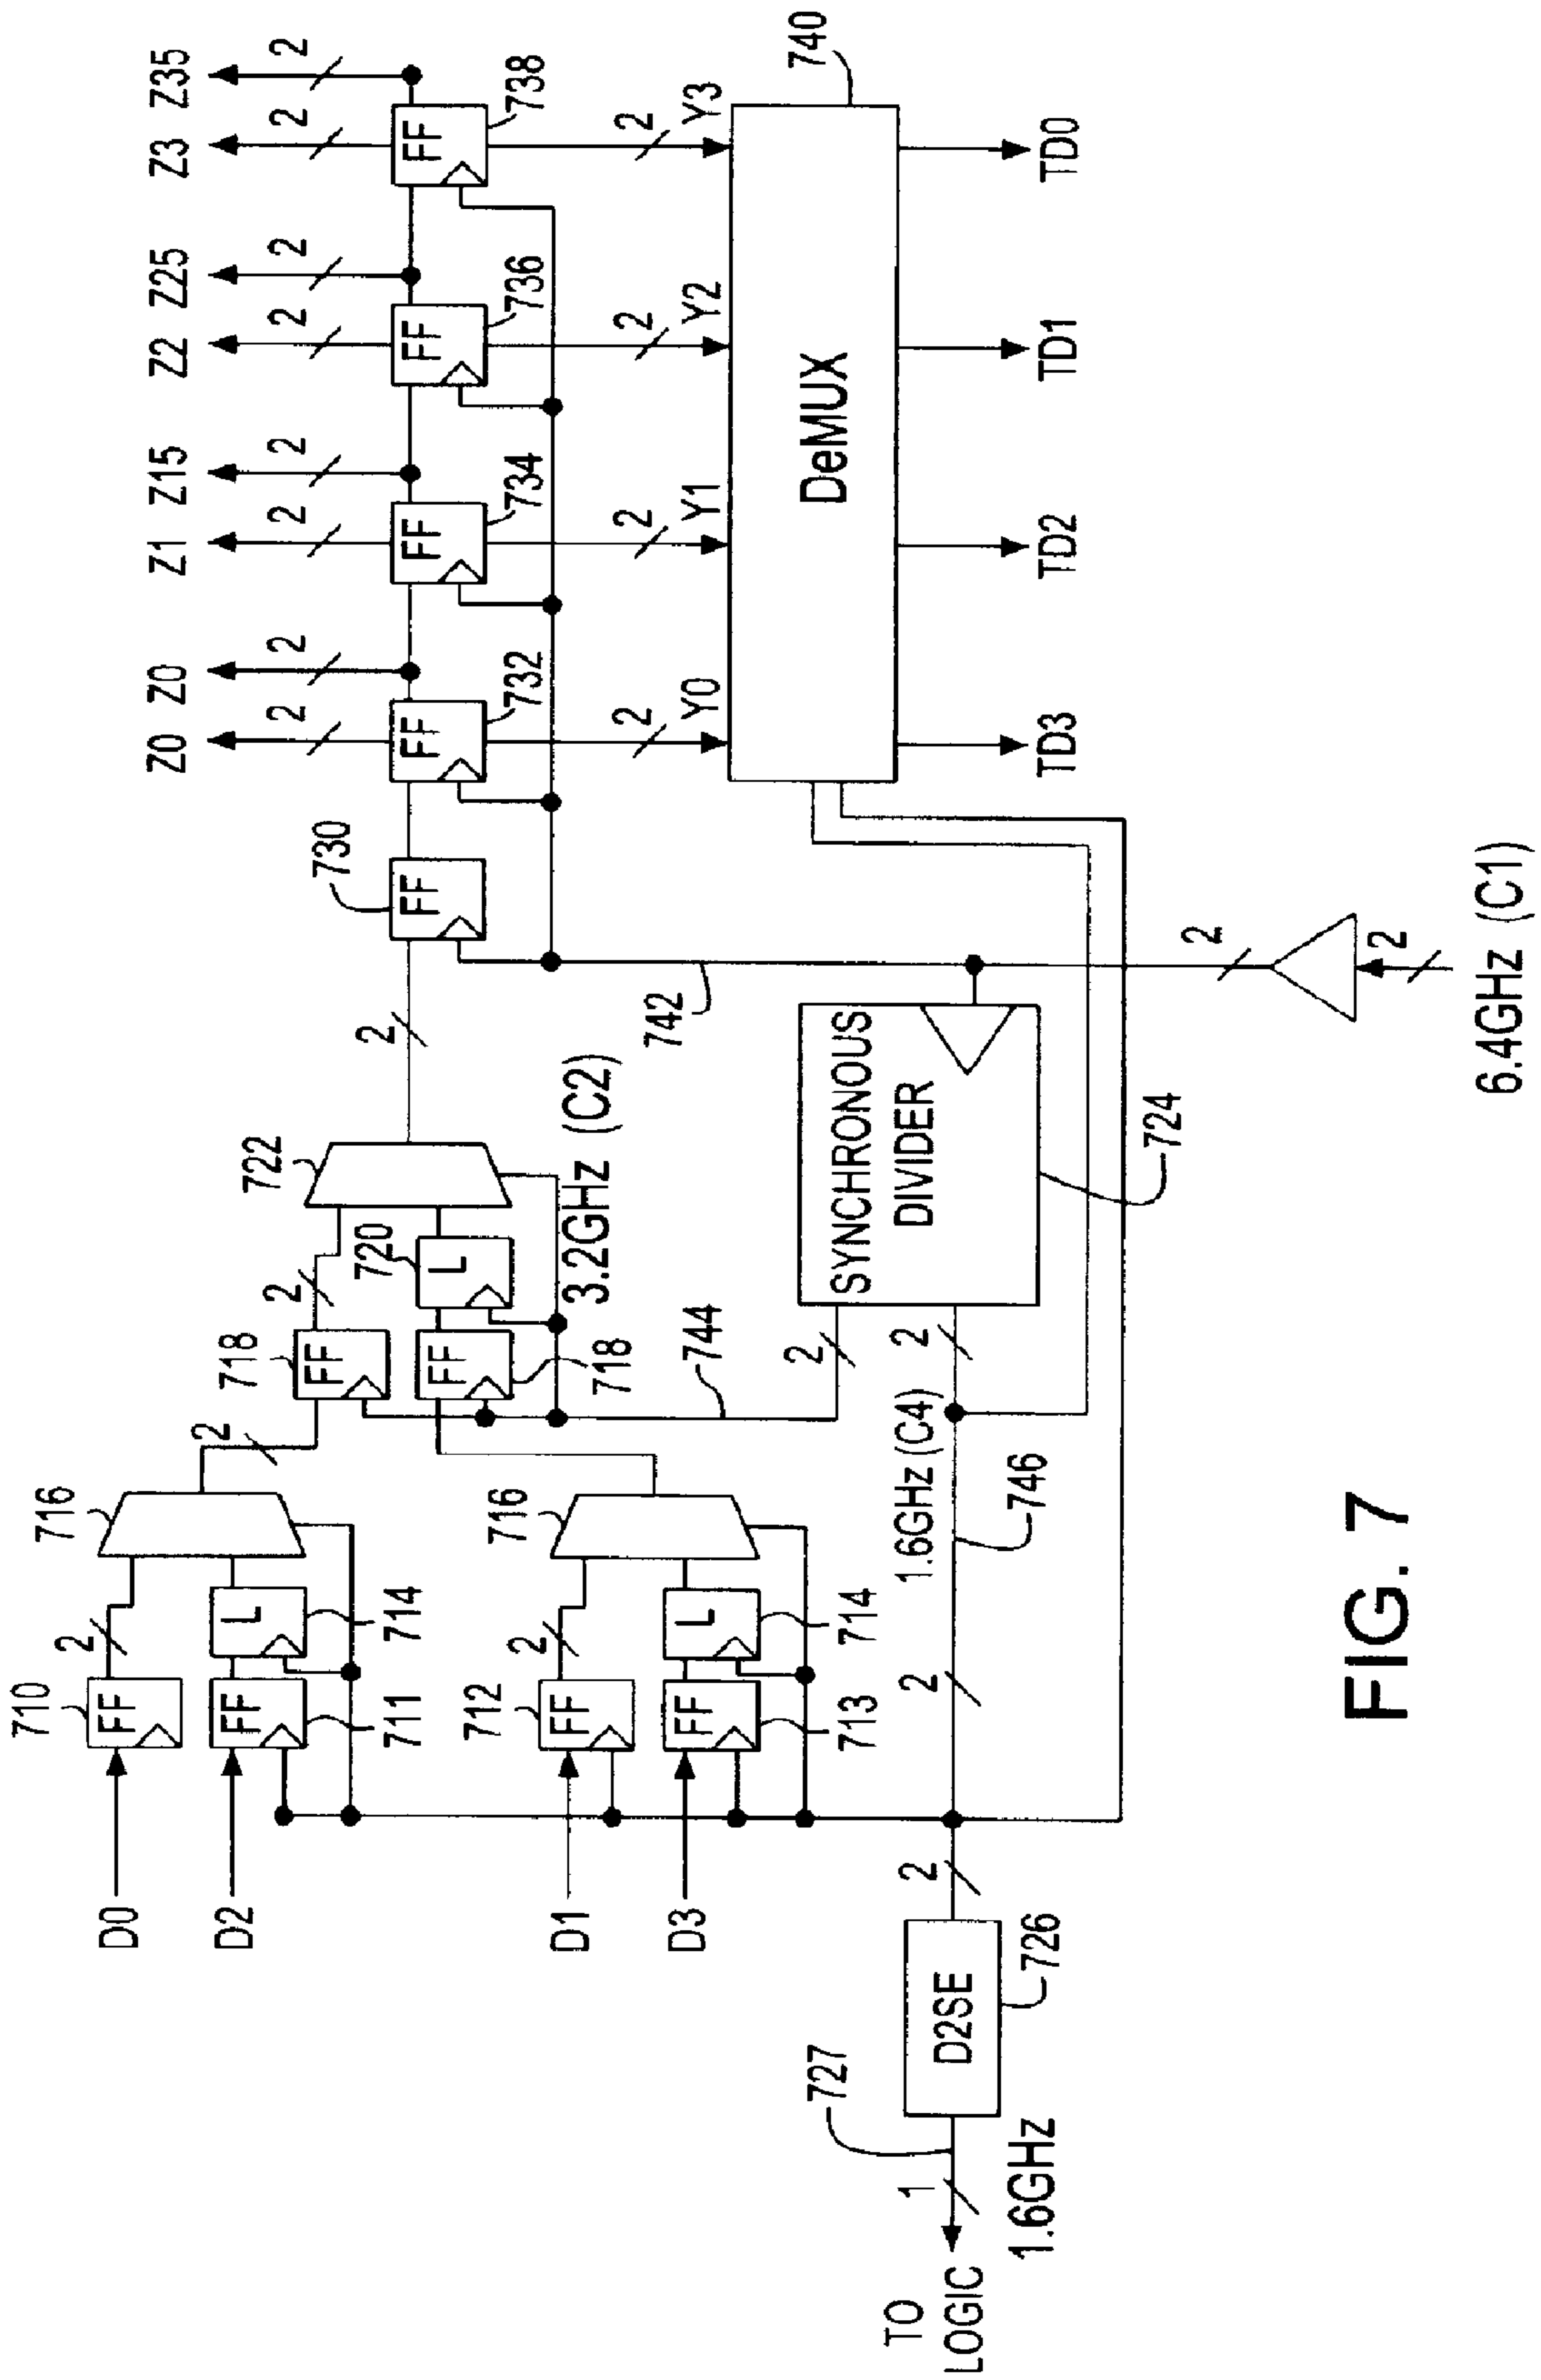 D0
710
FF
2
D2
FF
711
L
714
716
2
D1
712
FF
2
D3
FF
713
L
714
716
718
FF
2
FF
718
L
720
722
3.2GHz (C2)
744
2
2
730
FF
732
FF
Z0
2
Z0
2
2
Y0
734
FF
Z1
2
Z15
2
2
Y1
736
FF
Z2
2
Z25
2
2
Y2
738
FF
Z3
2
Z35
2
2
Y3
740
DeMUX
TD3
TD2
TD1
TD0
SYNCHRONOUS
DIVIDER
724
742
2
1.6GHz (C4)
746
2
2
D2SE
726
727
1
TO
LOGIC
1.6GHz
2
2
6.4GHz (C1)
FIG. 7